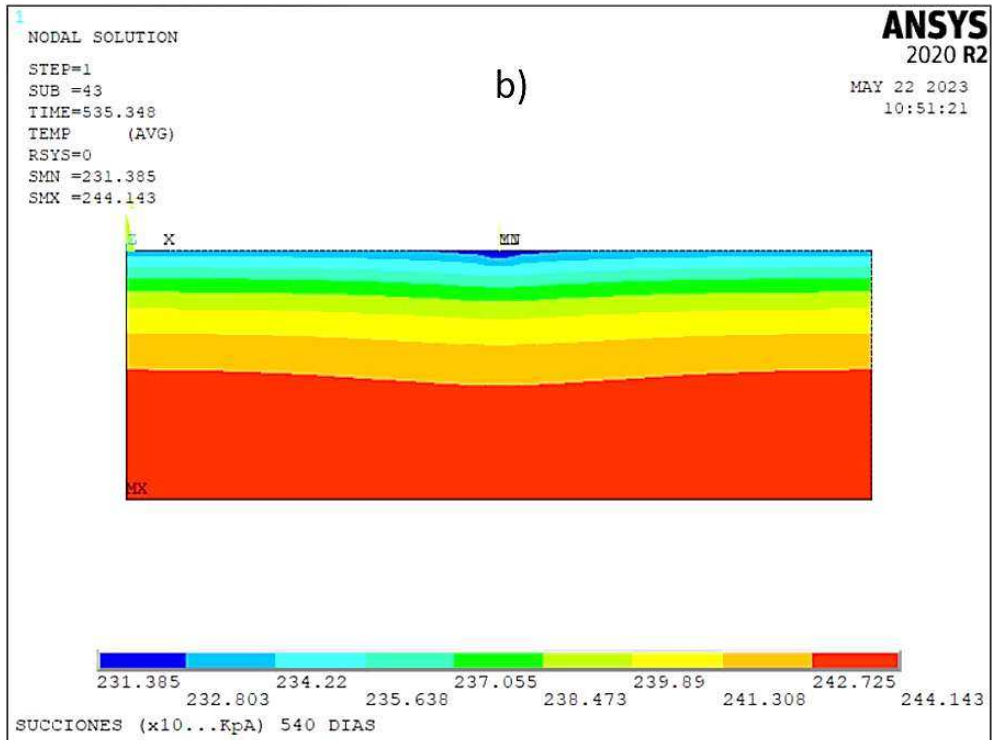 1
NODAL SOLUTION
STEP=1
SUB =43
TIME=535.348
TEMP (AVG)
RSYS=0
SMN =231.385
SMX =244.143
b)
ANSYS
2020 R2
MAY 22 2023
10:51:21
X
MN
MX
231.385 234.22 237.055 239.89 242.725
232.803 235.638 238.473 241.308 244.143
SUCCIONES (x10...KpA) 540 DIAS